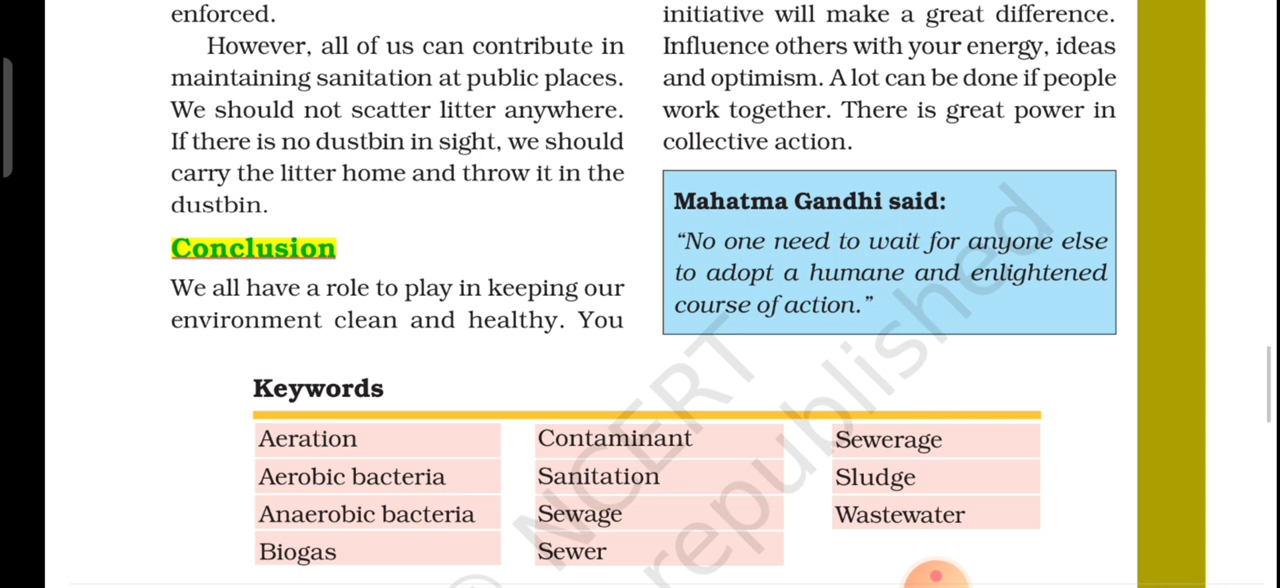 enforced.
However, all of us can contribute in
maintaining sanitation at public places.
We should not scatter litter anywhere.
If there is no dustbin in sight, we should
carry the litter home and throw it in the
dustbin.
Conclusion
We all have a role to play in keeping our
environment clean and healthy. You
initiative will make a great difference.
Influence others with your energy, ideas
and optimism. A lot can be done if people
work together. There is great power in
collective action.
Mahatma Gandhi said:
“No one need to wait for anyone else
to adopt a humane and enlightened
course of action.”
Keywords
Aeration
Aerobic bacteria
Anaerobic bacteria
Biogas
Contaminant
Sanitation
Sewage
Sewer
Sewerage
Sludge
Wastewater
© NCERT
republished